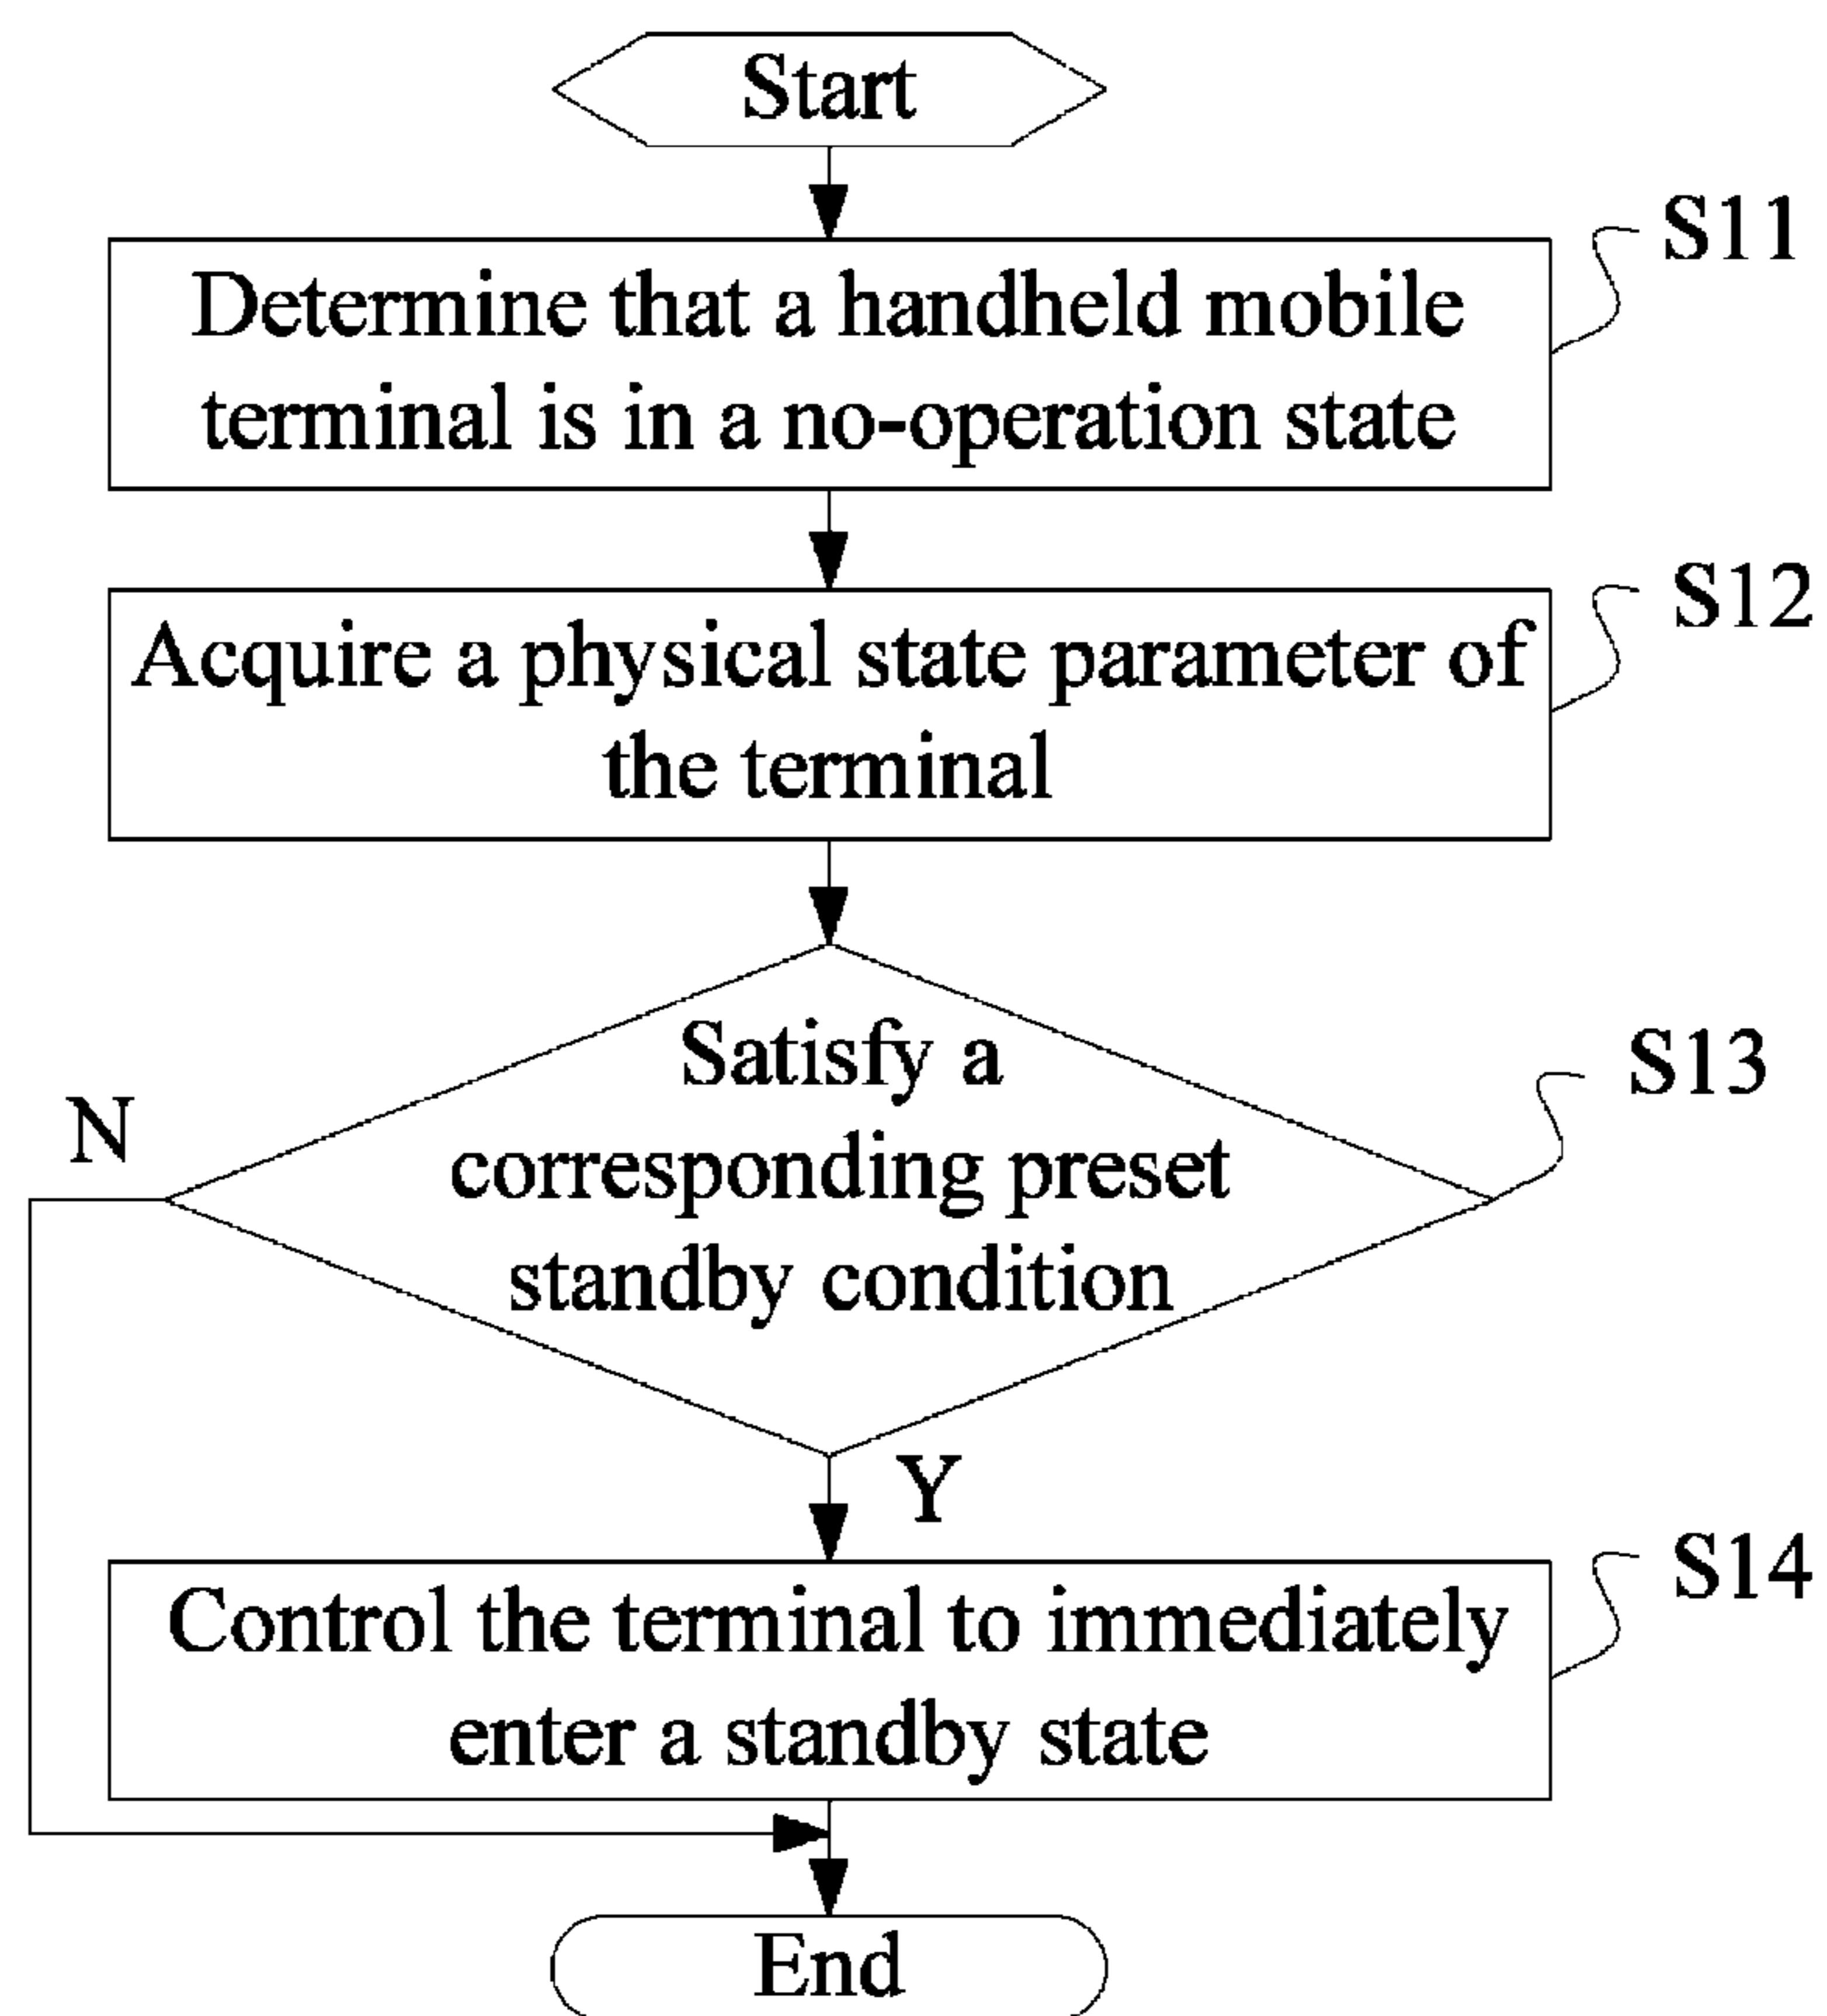 Start
S11
Determine that a handheld mobile
terminal is in a no-operation state
S12
Acquire a physical state parameter of
the terminal
S13
Satisfy a
corresponding preset
standby condition
N
Y
S14
Control the terminal to immediately
enter a standby state
End